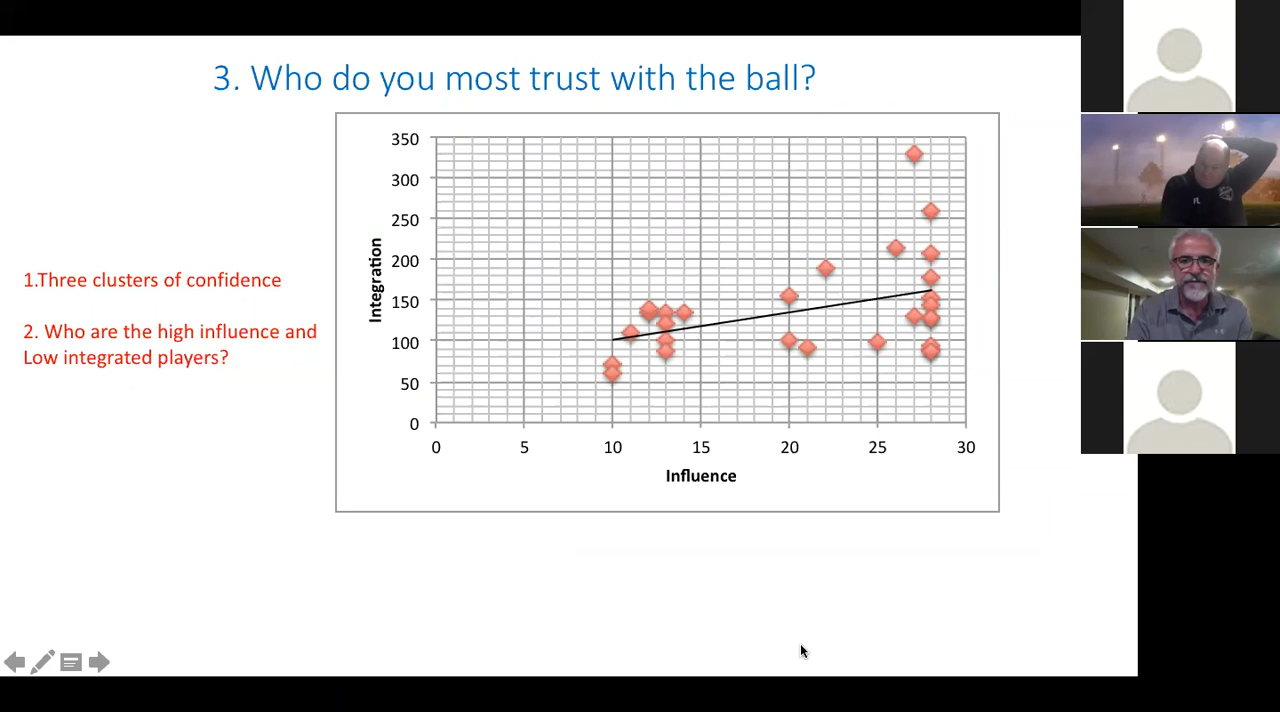 3. Who do you most trust with the ball?
1.Three clusters of confidence
2. Who are the high influence and
Low integrated players?
Integration
350
300
250
200
150
100
50
0
0 5 10 15 20 25 30
Influence